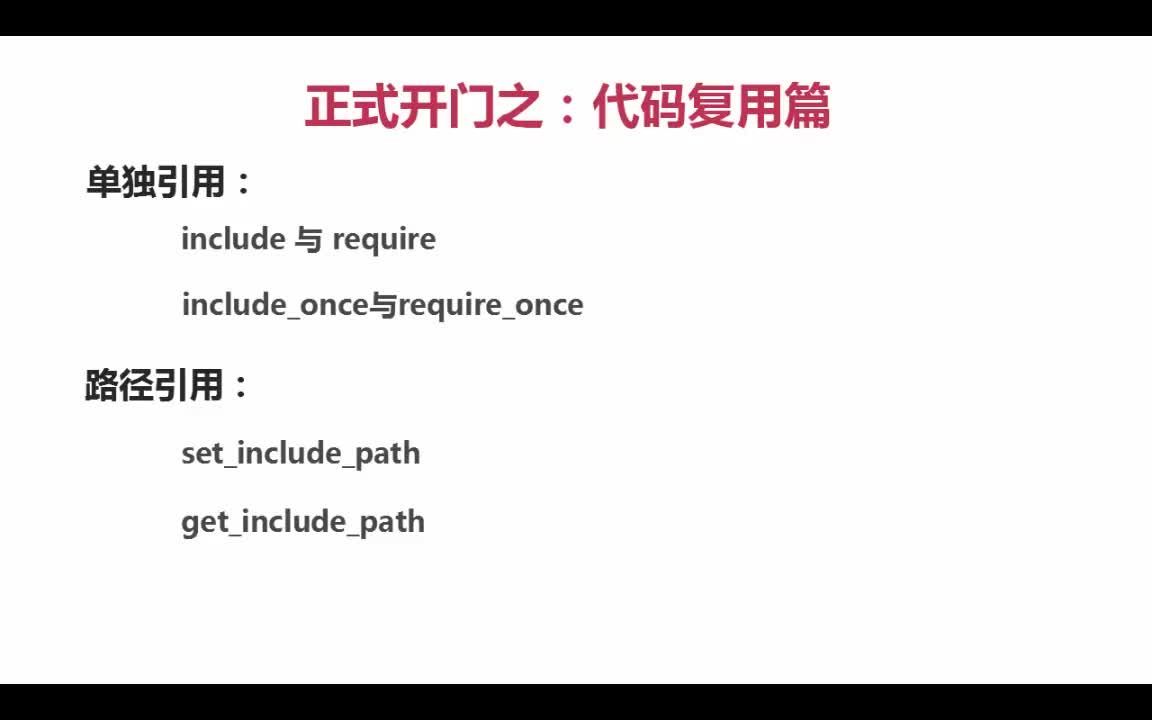 正式开门之：代码复用篇
单独引用：
include 与 require
include_once与require_once
路径引用：
set_include_path
get_include_path